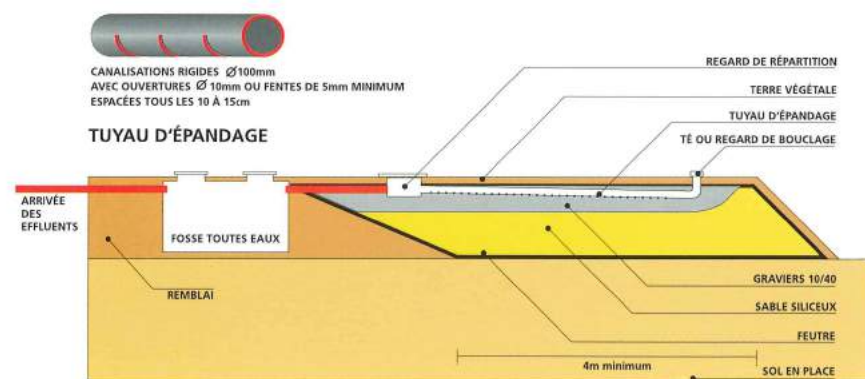 CANALISATIONS RIGIDES Ø100mm
AVEC OUVERTURES Ø 10mm OU FENTES DE 5mm MINIMUM
ESPACÉES TOUS LES 10 À 15cm
TUYAU D'ÉPANDAGE
REGARD DE RÉPARTITION
TERRE VÉGÉTALE
TUYAU D'ÉPANDAGE
TÉ OU REGARD DE BOUCLAGE
ARRIVÉE
DES
EFFLUENTS
FOSSE TOUTES EAUX
REMBLAI
GRAVIERS 10/40
SABLE SILICEUX
FEUTRE
4m minimum
SOL EN PLACE